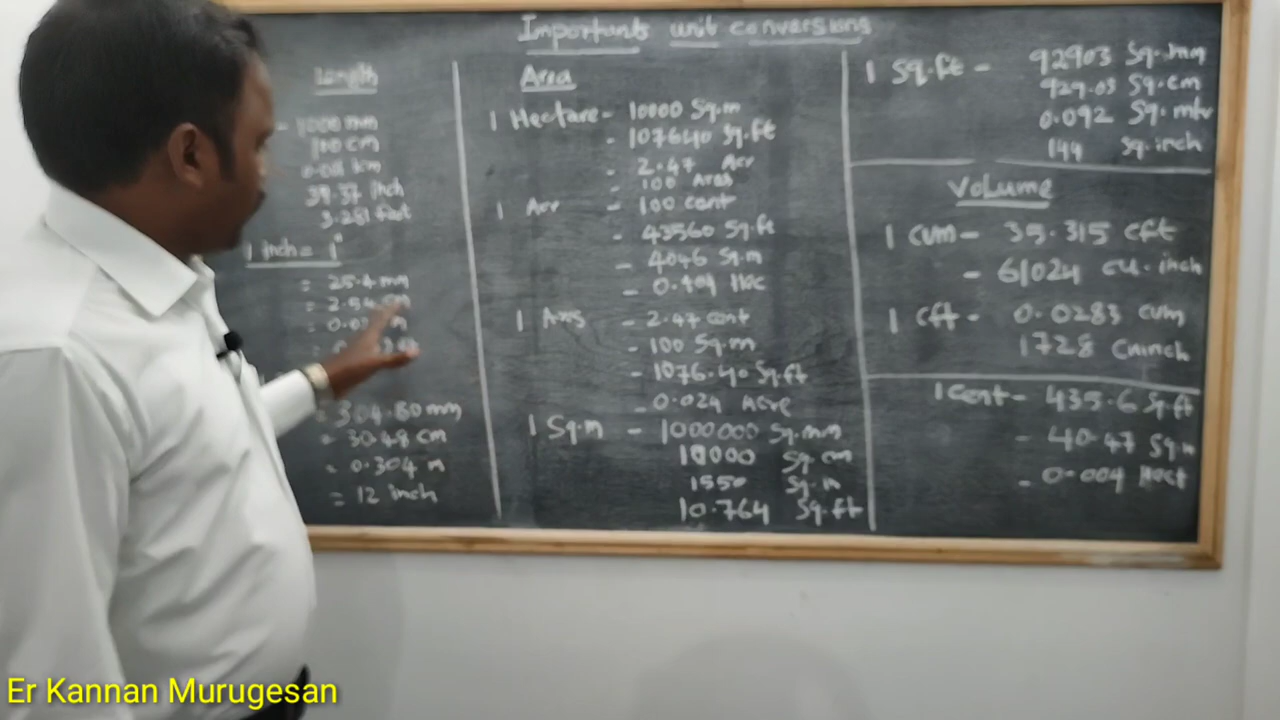 Importants unit conversions
Length
- 1000 mm
100 cm
39.37 inch
3.281 feet
1 Inch = 1"
= 25.4 mm
= 2.54 cm
= 304.80 mm
= 30.48 cm
= 0.304 m
= 12 inch
Area
1 Hectare - 10000 Sq.m
- 107640 Sq.ft
- 2.47 Acr
- 100 Ares
1 Acr - 100 cent
- 43560 Sq.ft
- 4046 Sq.m
- 0.404 Hec
1 Ares - 2.47 cent
- 100 Sq.m
- 1076.40 Sq.ft
- 0.024 Acre
1 Sq.m - 1000000 Sq.mm
10000 Sq.cm
1550 Sq.in
10.764 Sq.ft
1 Sq.ft - 92903 Sq.mm
929.03 Sq.cm
0.092 Sq.mtr
144 Sq.inch
Volume
1 cum - 35.315 cft
- 61024 cu.inch
1 cft - 0.0283 cum
1728 Cuinch
1 Cent - 435.6 Sq.ft
- 40.47 Sq.m
- 0.004 Hect
Er Kannan Murugesan